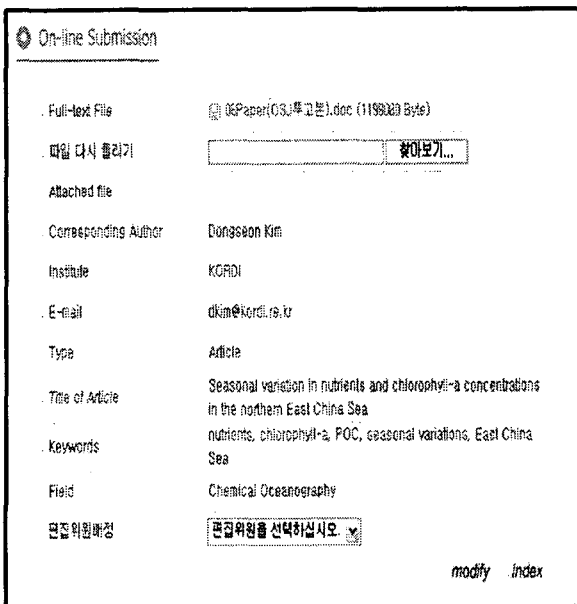 On-line Submission
. Full-text File 06Paper(OSJ투고본).doc (1198080 Byte)
. 파일 다시 올리기 찾아보기...
Attached file
Corresponding Author Dongseon Kim
Institute KORDI
. E-mail dkim@kordi.re.kr
Type Article
. Title of Article Seasonal variation in nutrients and chlorophyll-a concentrations
in the northern East China Sea
. Keywords nutrients, chlorophyll-a, POC, seasonal variations, East China
Sea
Field Chemical Oceanography
편집위원배정 편집위원을 선택하십시오.
modify index